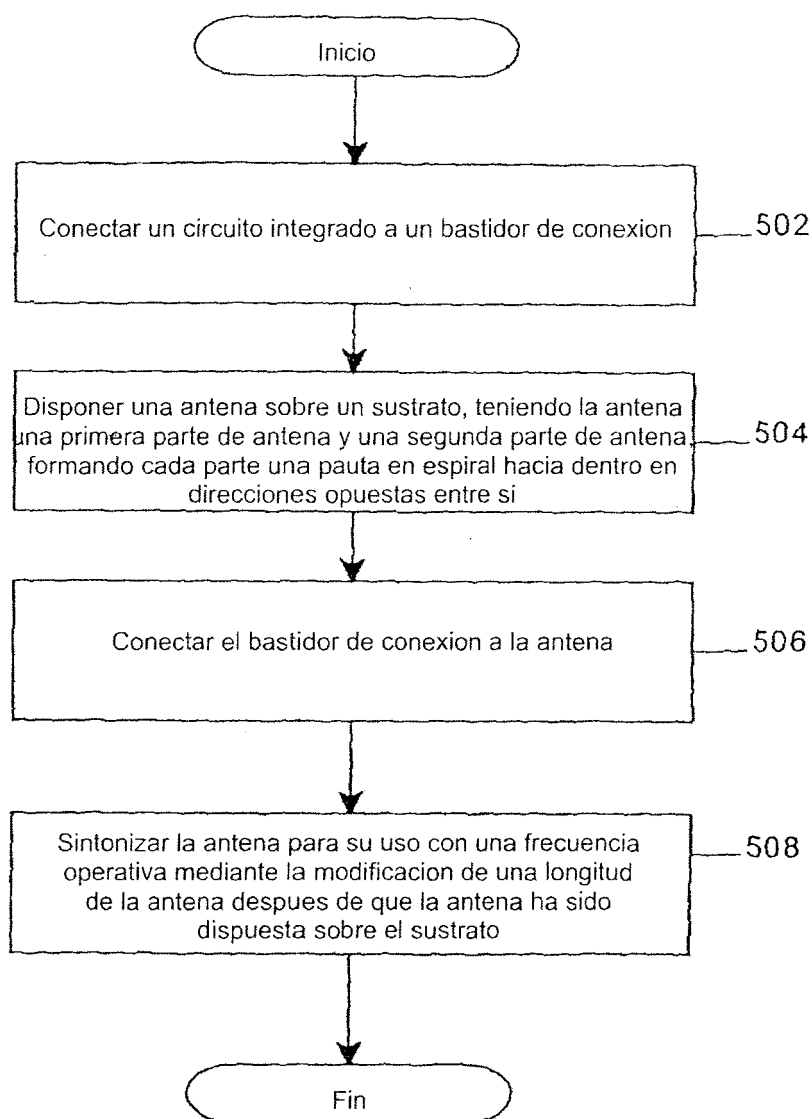 Inicio
Conectar un circuito integrado a un bastidor de conexion
502
Disponer una antena sobre un sustrato, teniendo la antena
una primera parte de antena y una segunda parte de antena,
formando cada parte una pauta en espiral hacia dentro en
direcciones opuestas entre si
504
Conectar el bastidor de conexion a la antena
506
Sintonizar la antena para su uso con una frecuencia
operativa mediante la modificacion de una longitud
de la antena despues de que la antena ha sido
dispuesta sobre el sustrato
508
Fin